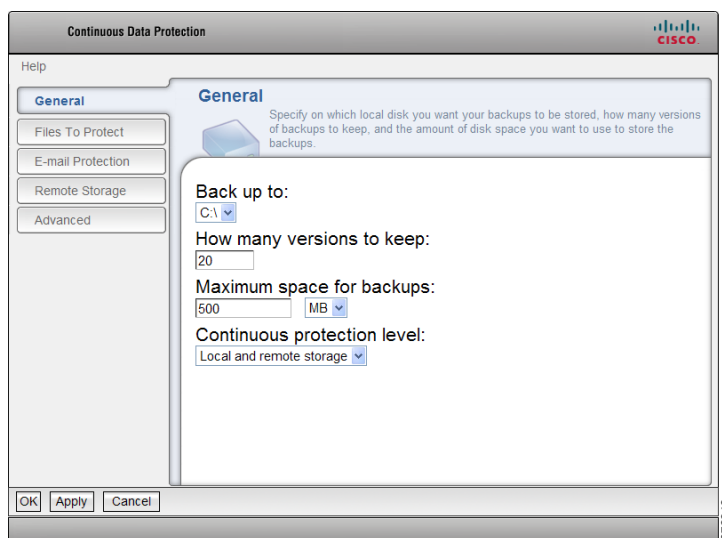 Continuous Data Protection
CISCO
Help
General
Files To Protect
E-mail Protection
Remote Storage
Advanced
General
Specify on which local disk you want your backups to be stored, how many versions
of backups to keep, and the amount of disk space you want to use to store the
backups.
Back up to:
C:\
How many versions to keep:
20
Maximum space for backups:
500 MB
Continuous protection level:
Local and remote storage
OK Apply Cancel